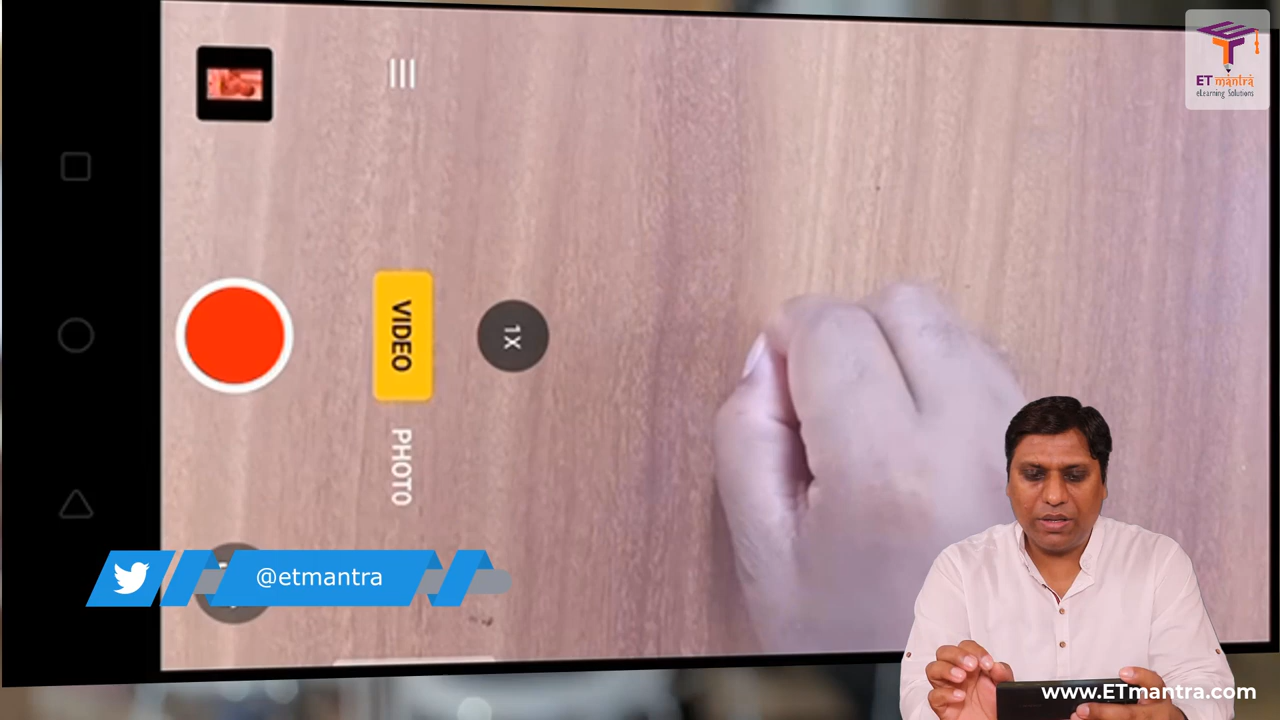 ET mantra
eLearning Solutions
VIDEO
1X
PHOTO
@etmantra
www.ETmantra.com